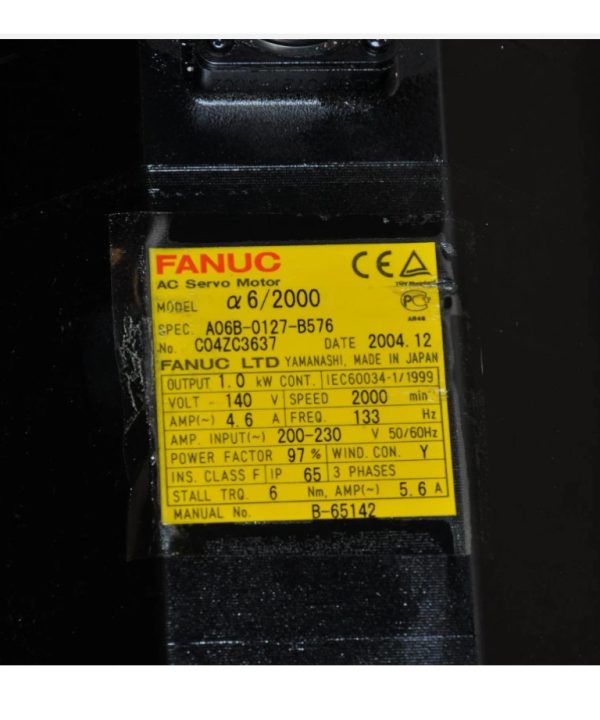 FANUC CE
AC Servo Motor
MODEL α6/2000
SPEC. A06B-0127-B576
No. C04ZC3637 DATE 2004.12
FANUC LTD YAMANASHI, MADE IN JAPAN
OUTPUT 1.0 kW CONT. IEC60034-1/1999
VOLT - 140 V SPEED 2000 min⁻¹
AMP(~) 4.6 A FREQ. 133 Hz
AMP. INPUT(~) 200-230 V 50/60Hz
POWER FACTOR 97 % WIND. CON. Y
INS. CLASS F IP 65 3 PHASES
STALL TRQ. 6 Nm, AMP(~) 5.6 A
MANUAL No. B-65142